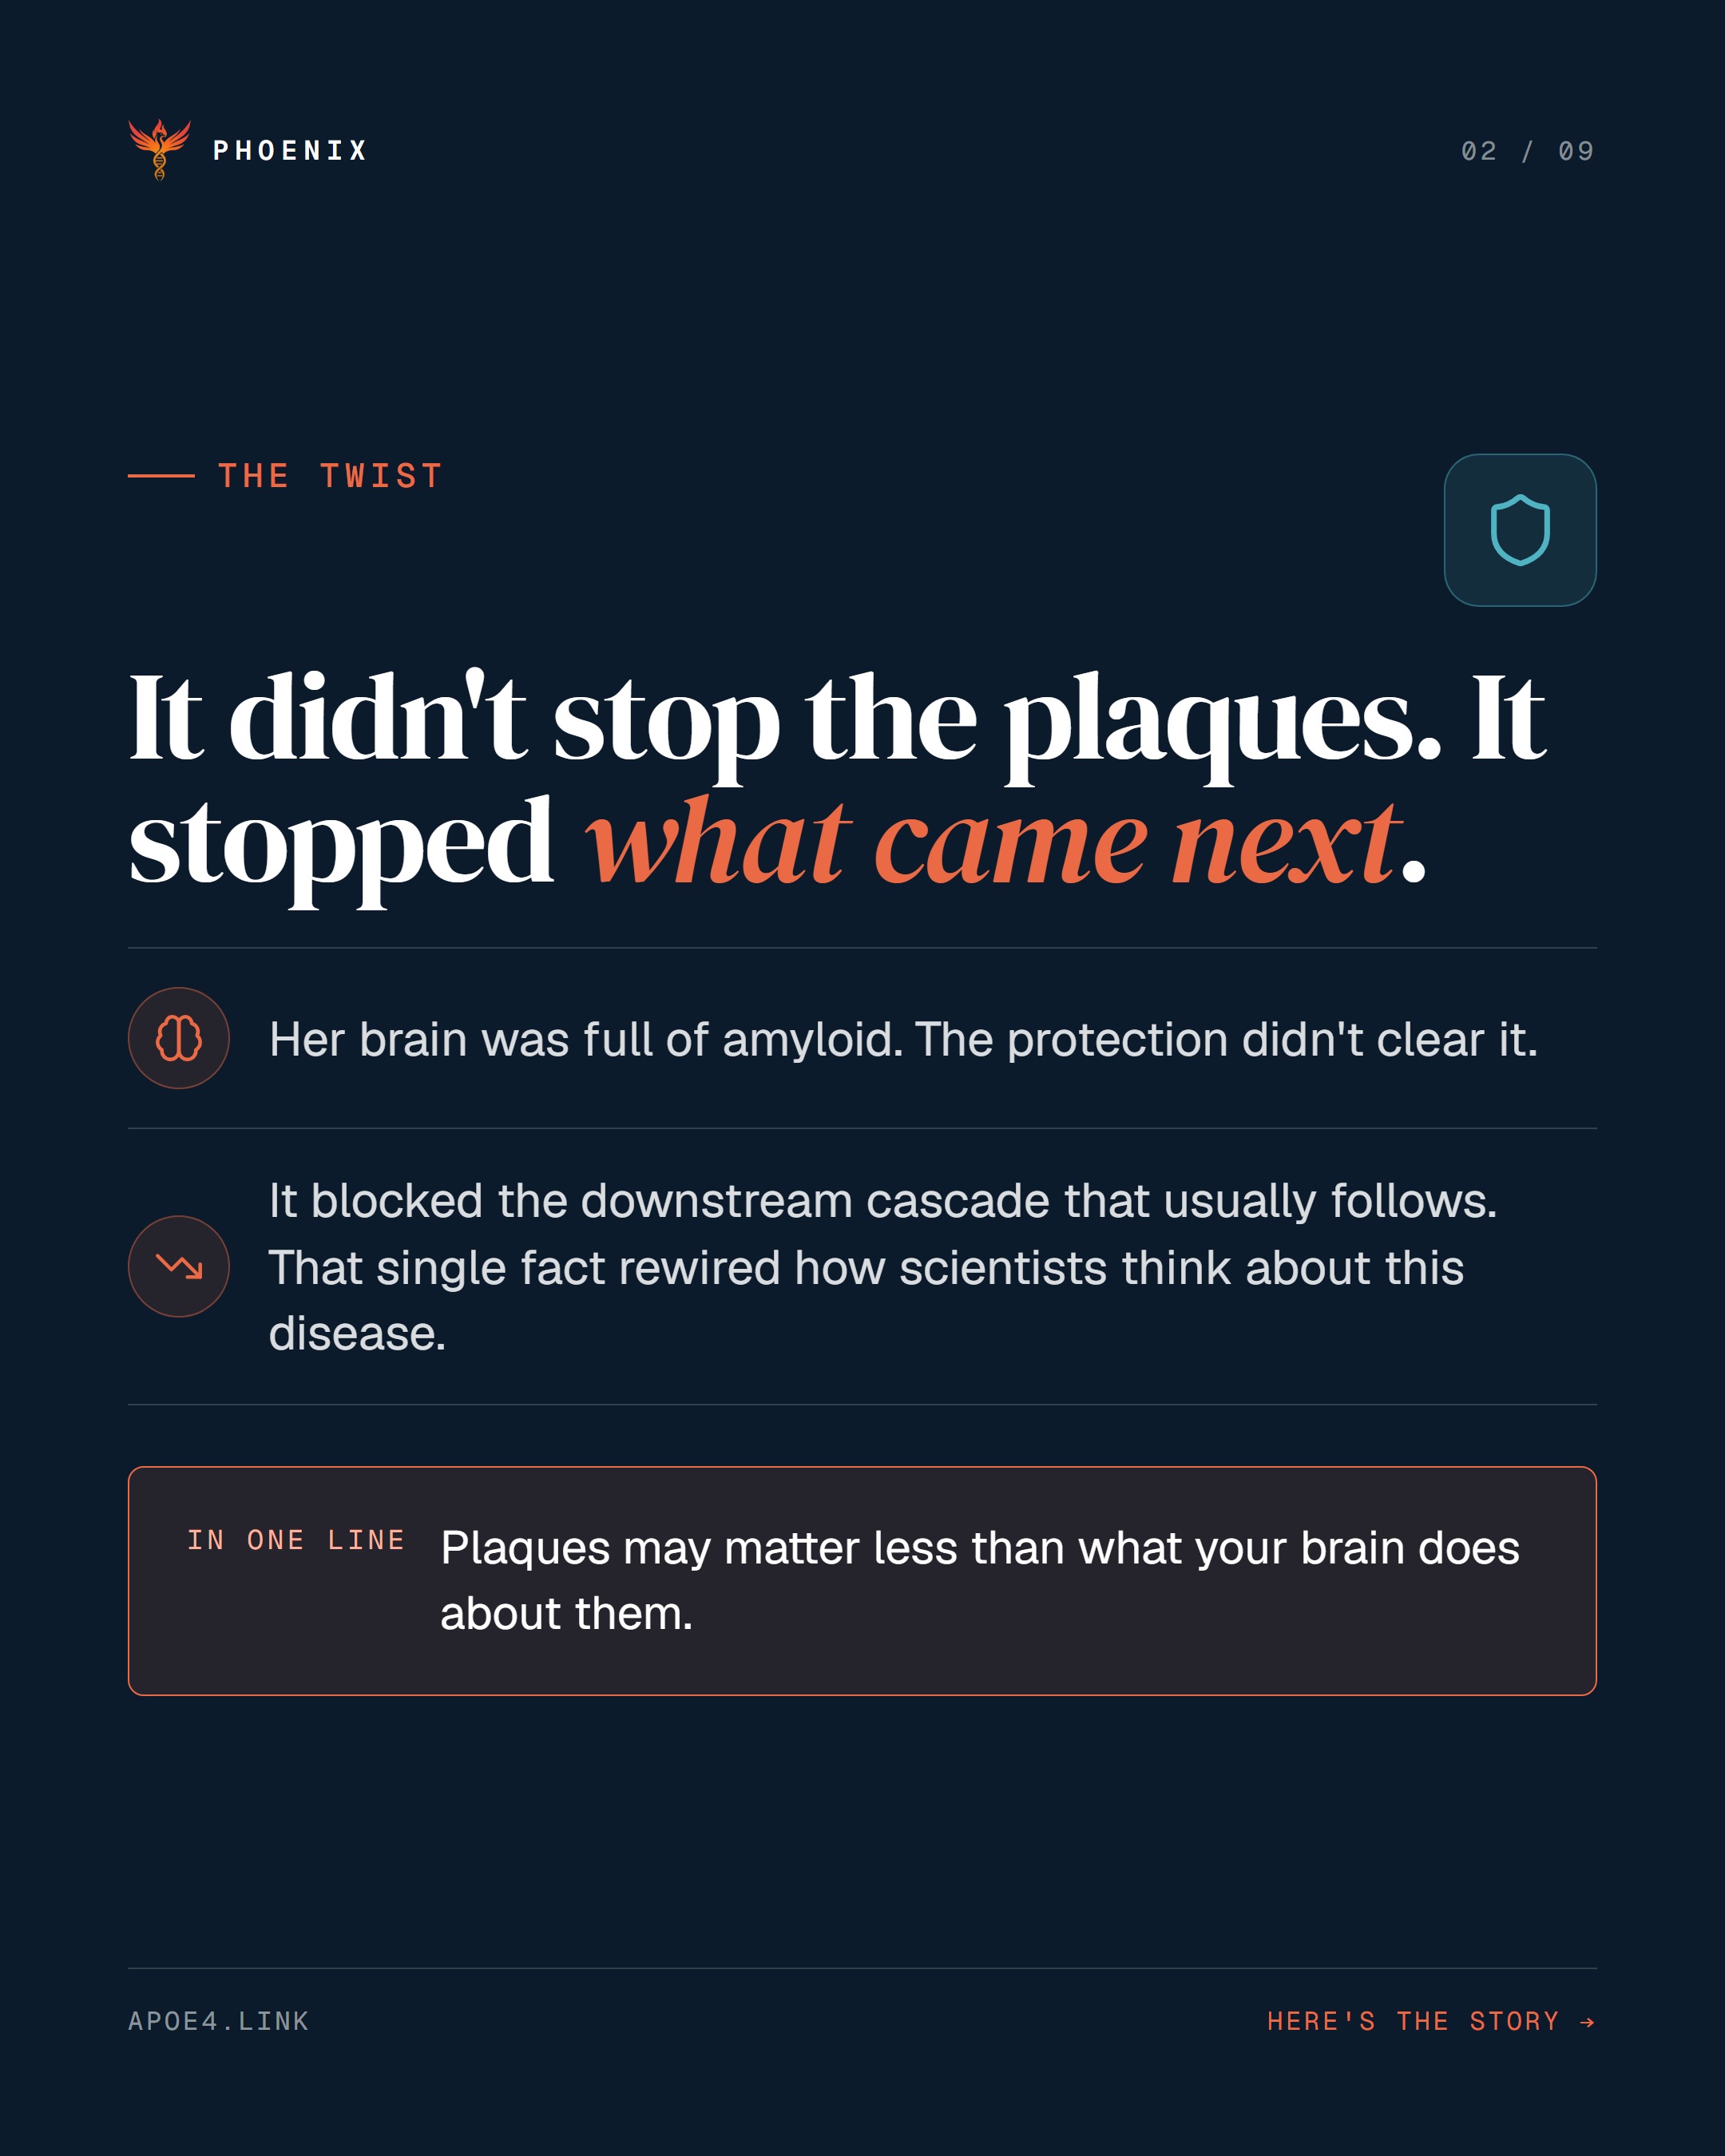 PHOENIX
02 / 09
THE TWIST
It didn't stop the plaques. It
stopped what came next.
Her brain was full of amyloid. The protection didn't clear it.
It blocked the downstream cascade that usually follows.
That single fact rewired how scientists think about this
disease.
IN ONE LINE
Plaques may matter less than what your brain does
about them.
APOE4.LINK
HERE'S THE STORY →